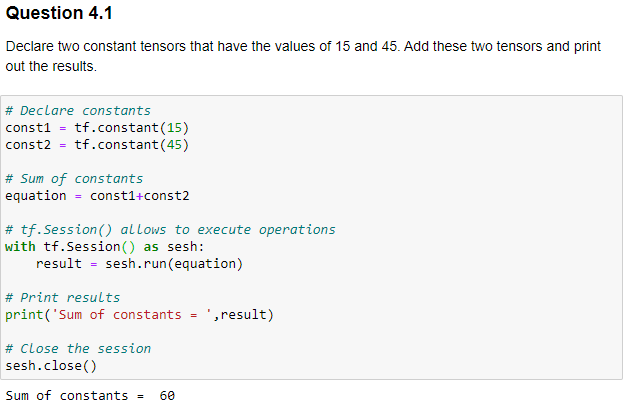 Question 4.1
Declare two constant tensors that have the values of 15 and 45. Add these two tensors and print
out the results.
# Declare constants
const1 = tf.constant(15)
const2 = tf.constant(45)
# Sum of constants
equation = const1+const2
# tf.Session() allows to execute operations
with tf.Session() as sesh:
    result = sesh.run(equation)
# Print results
print('Sum of constants = ',result)
# Close the session
sesh.close()
Sum of constants =  60